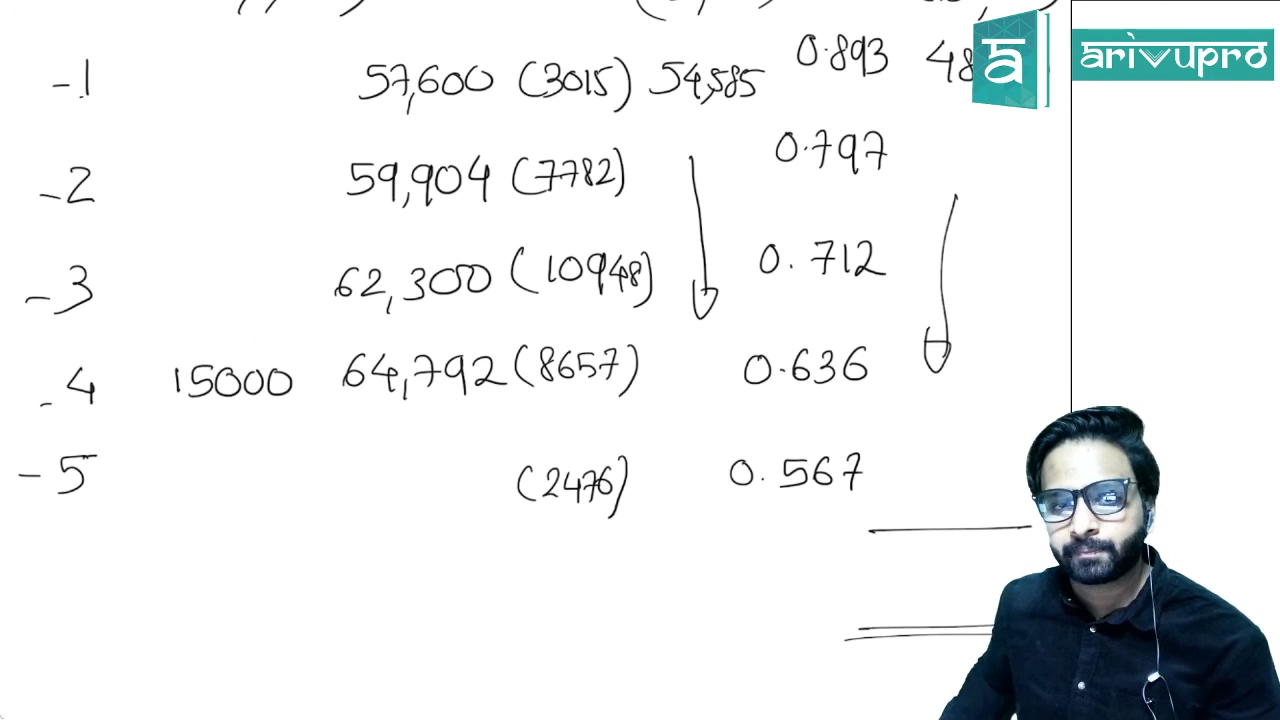 -1 57,600 (3015) 54,585 0.893 48
-2 59,904 (7782) 0.797
-3 62,300 (10948) 0.712
-4 15000 64,792 (8657) 0.636
-5 (2476) 0.567
a arivupro